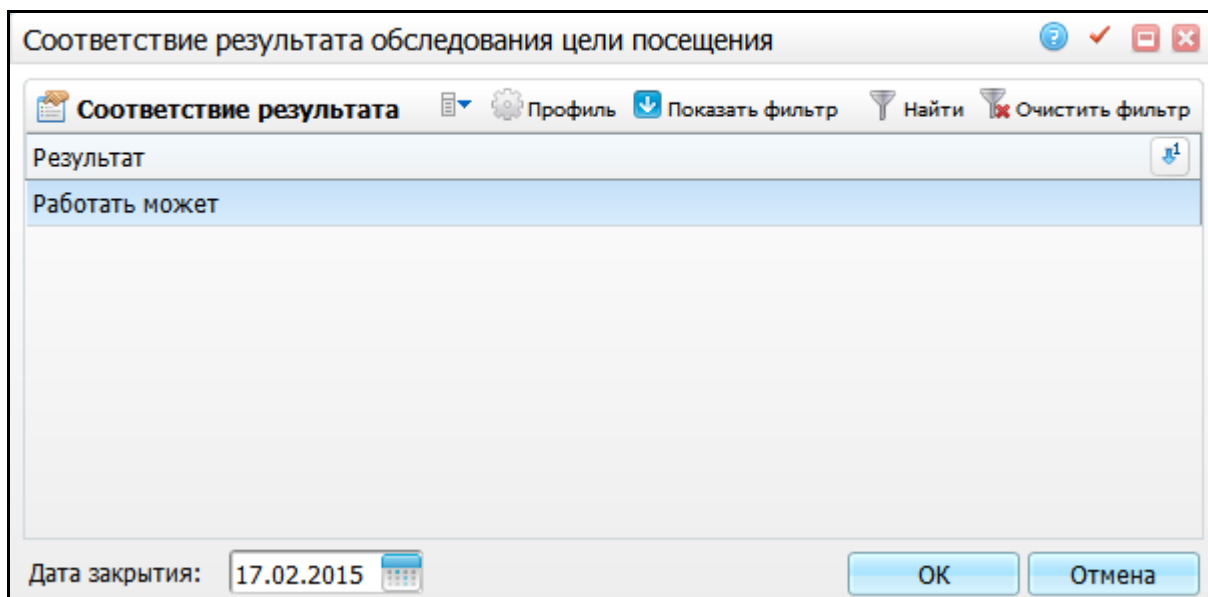 Соответствие результата обследования цели посещения
Соответствие результата Профиль Показать фильтр Найти Очистить фильтр
Результат 1
Работать может
Дата закрытия: 17.02.2015 ОК Отмена